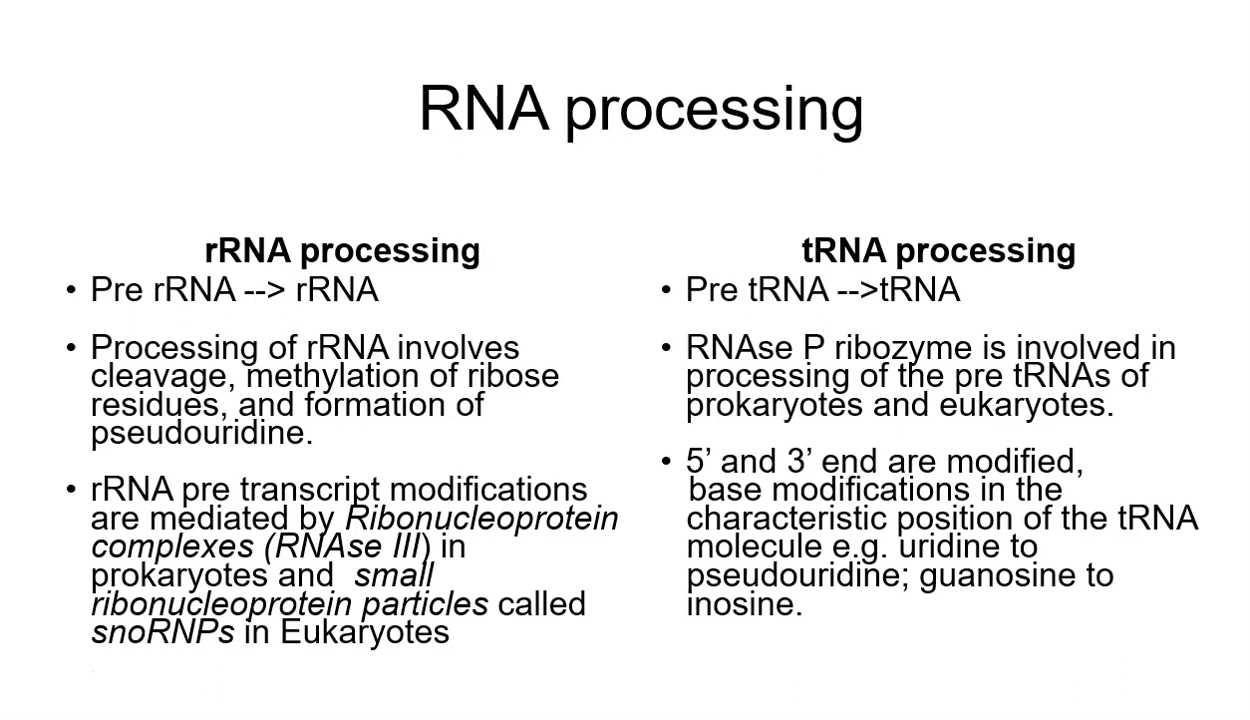 RNA processing
rRNA processing
• Pre rRNA --> rRNA
• Processing of rRNA involves
cleavage, methylation of ribose
residues, and formation of
pseudouridine.
• rRNA pre transcript modifications
are mediated by Ribonucleoprotein
complexes (RNAse III) in
prokaryotes and small
ribonucleoprotein particles called
snoRNPs in Eukaryotes
tRNA processing
• Pre tRNA -->tRNA
• RNAse P ribozyme is involved in
processing of the pre tRNAs of
prokaryotes and eukaryotes.
• 5’ and 3’ end are modified,
base modifications in the
characteristic position of the tRNA
molecule e.g. uridine to
pseudouridine; guanosine to
inosine.